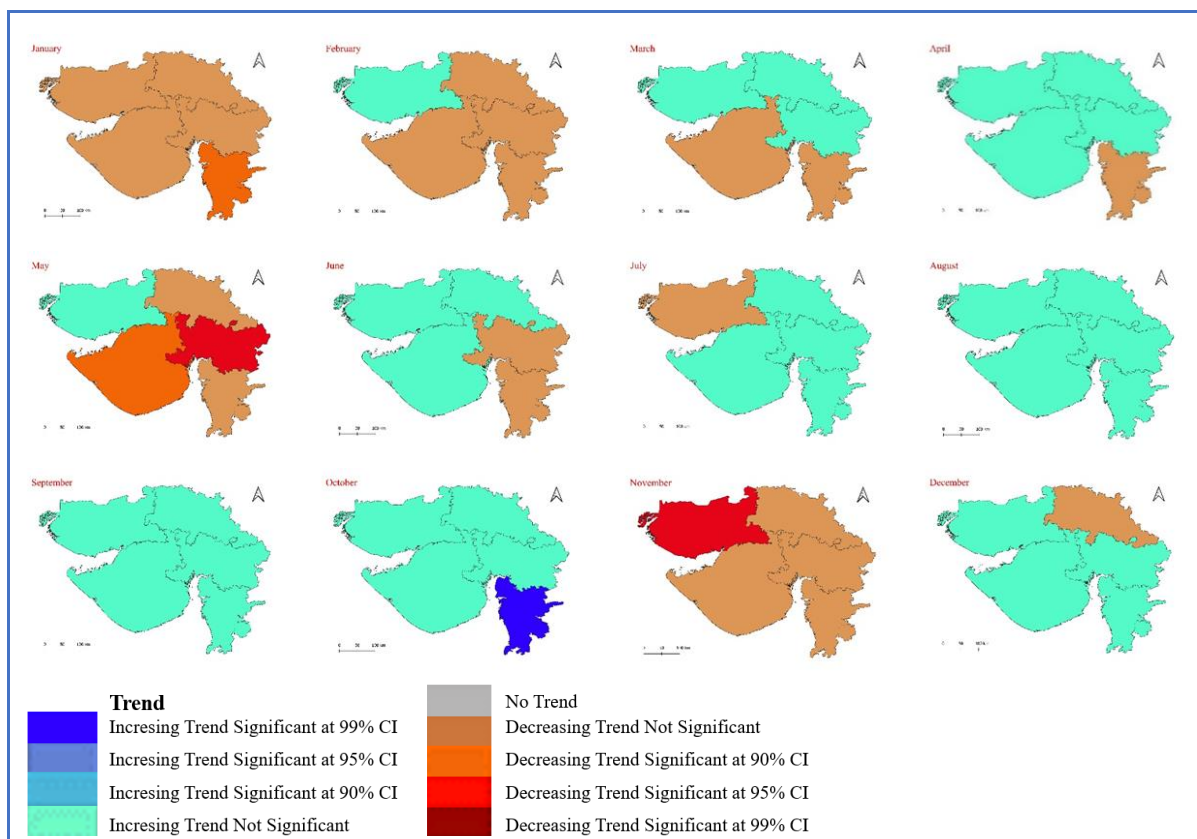 January
February
March
April
May
June
July
August
September
October
November
December
Trend
Incresing Trend Significant at 99% CI
Incresing Trend Significant at 95% CI
Incresing Trend Significant at 90% CI
Incresing Trend Not Significant
No Trend
Decreasing Trend Not Significant
Decreasing Trend Significant at 90% CI
Decreasing Trend Significant at 95% CI
Decreasing Trend Significant at 99% CI